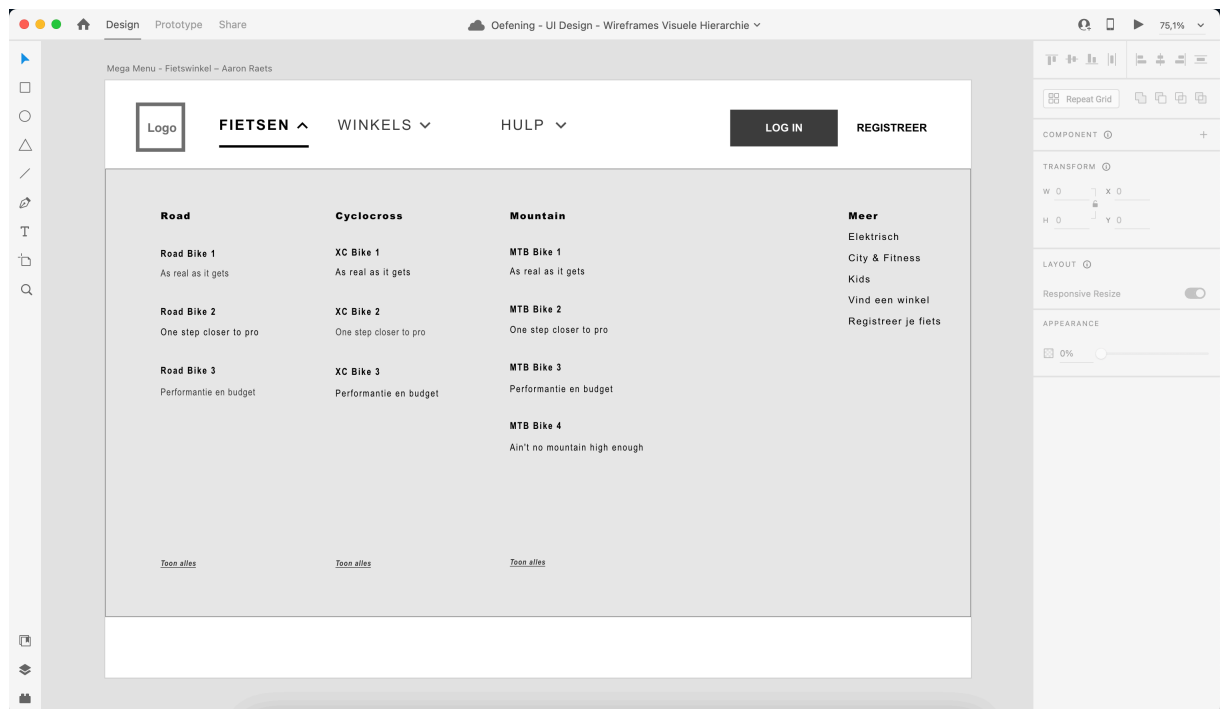 Design Prototype Share
Oefening - UI Design - Wireframes Visuele Hierarchie
75,1%
Mega Menu - Fietswinkel – Aaron Raets
Logo
FIETSEN
WINKELS
HULP
LOG IN
REGISTREER
Road
Road Bike 1
As real as it gets
Road Bike 2
One step closer to pro
Road Bike 3
Performantie en budget
Toon alles
Cyclocross
XC Bike 1
As real as it gets
XC Bike 2
One step closer to pro
XC Bike 3
Performantie en budget
Toon alles
Mountain
MTB Bike 1
As real as it gets
MTB Bike 2
One step closer to pro
MTB Bike 3
Performantie en budget
MTB Bike 4
Ain't no mountain high enough
Toon alles
Meer
Elektrisch
City & Fitness
Kids
Vind een winkel
Registreer je fiets
Repeat Grid
COMPONENT
TRANSFORM
W 0 X 0
H 0 Y 0
LAYOUT
Responsive Resize
APPEARANCE
0%